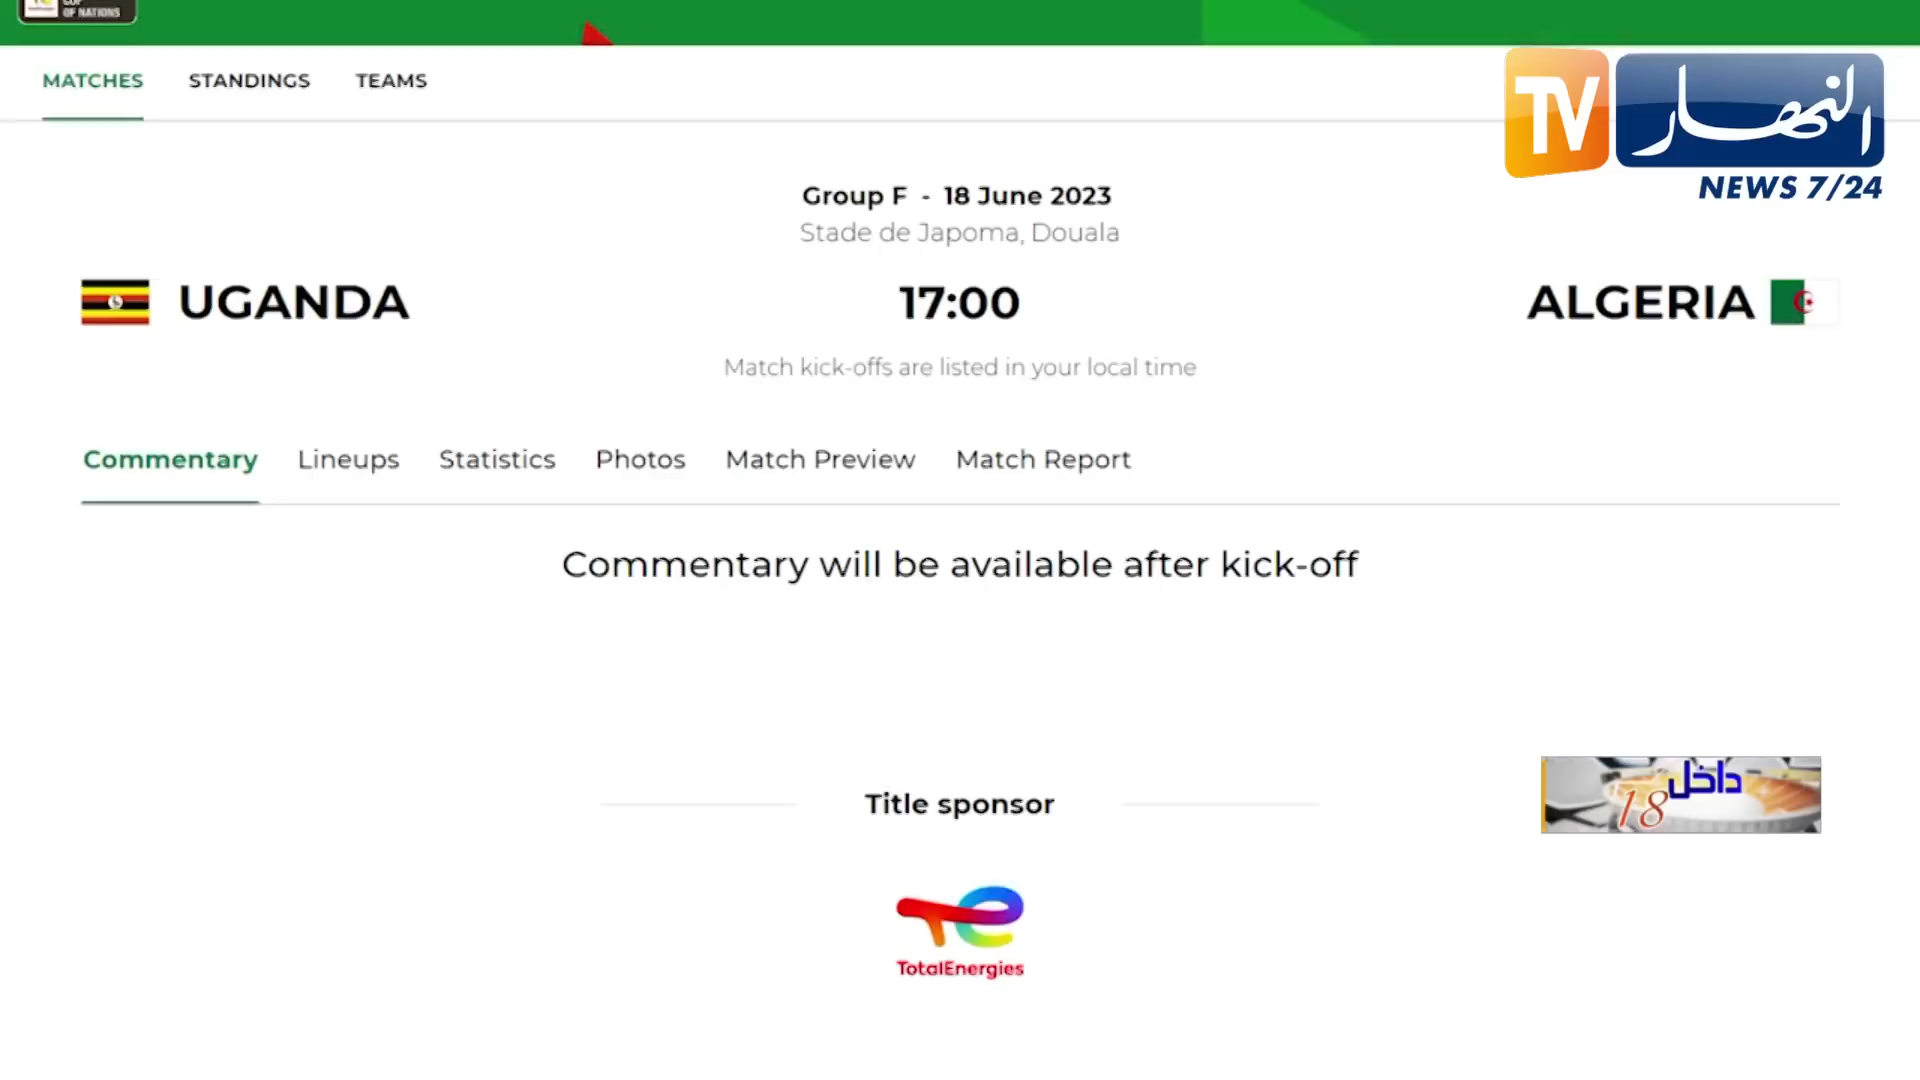 CUP
OF NATIONS
MATCHES STANDINGS TEAMS
TV النهار
NEWS 7/24
Group F - 18 June 2023
Stade de Japoma, Douala
UGANDA 17:00 ALGERIA
Match kick-offs are listed in your local time
Commentary Lineups Statistics Photos Match Preview Match Report
Commentary will be available after kick-off
Title sponsor
داخل
18
TotalEnergies